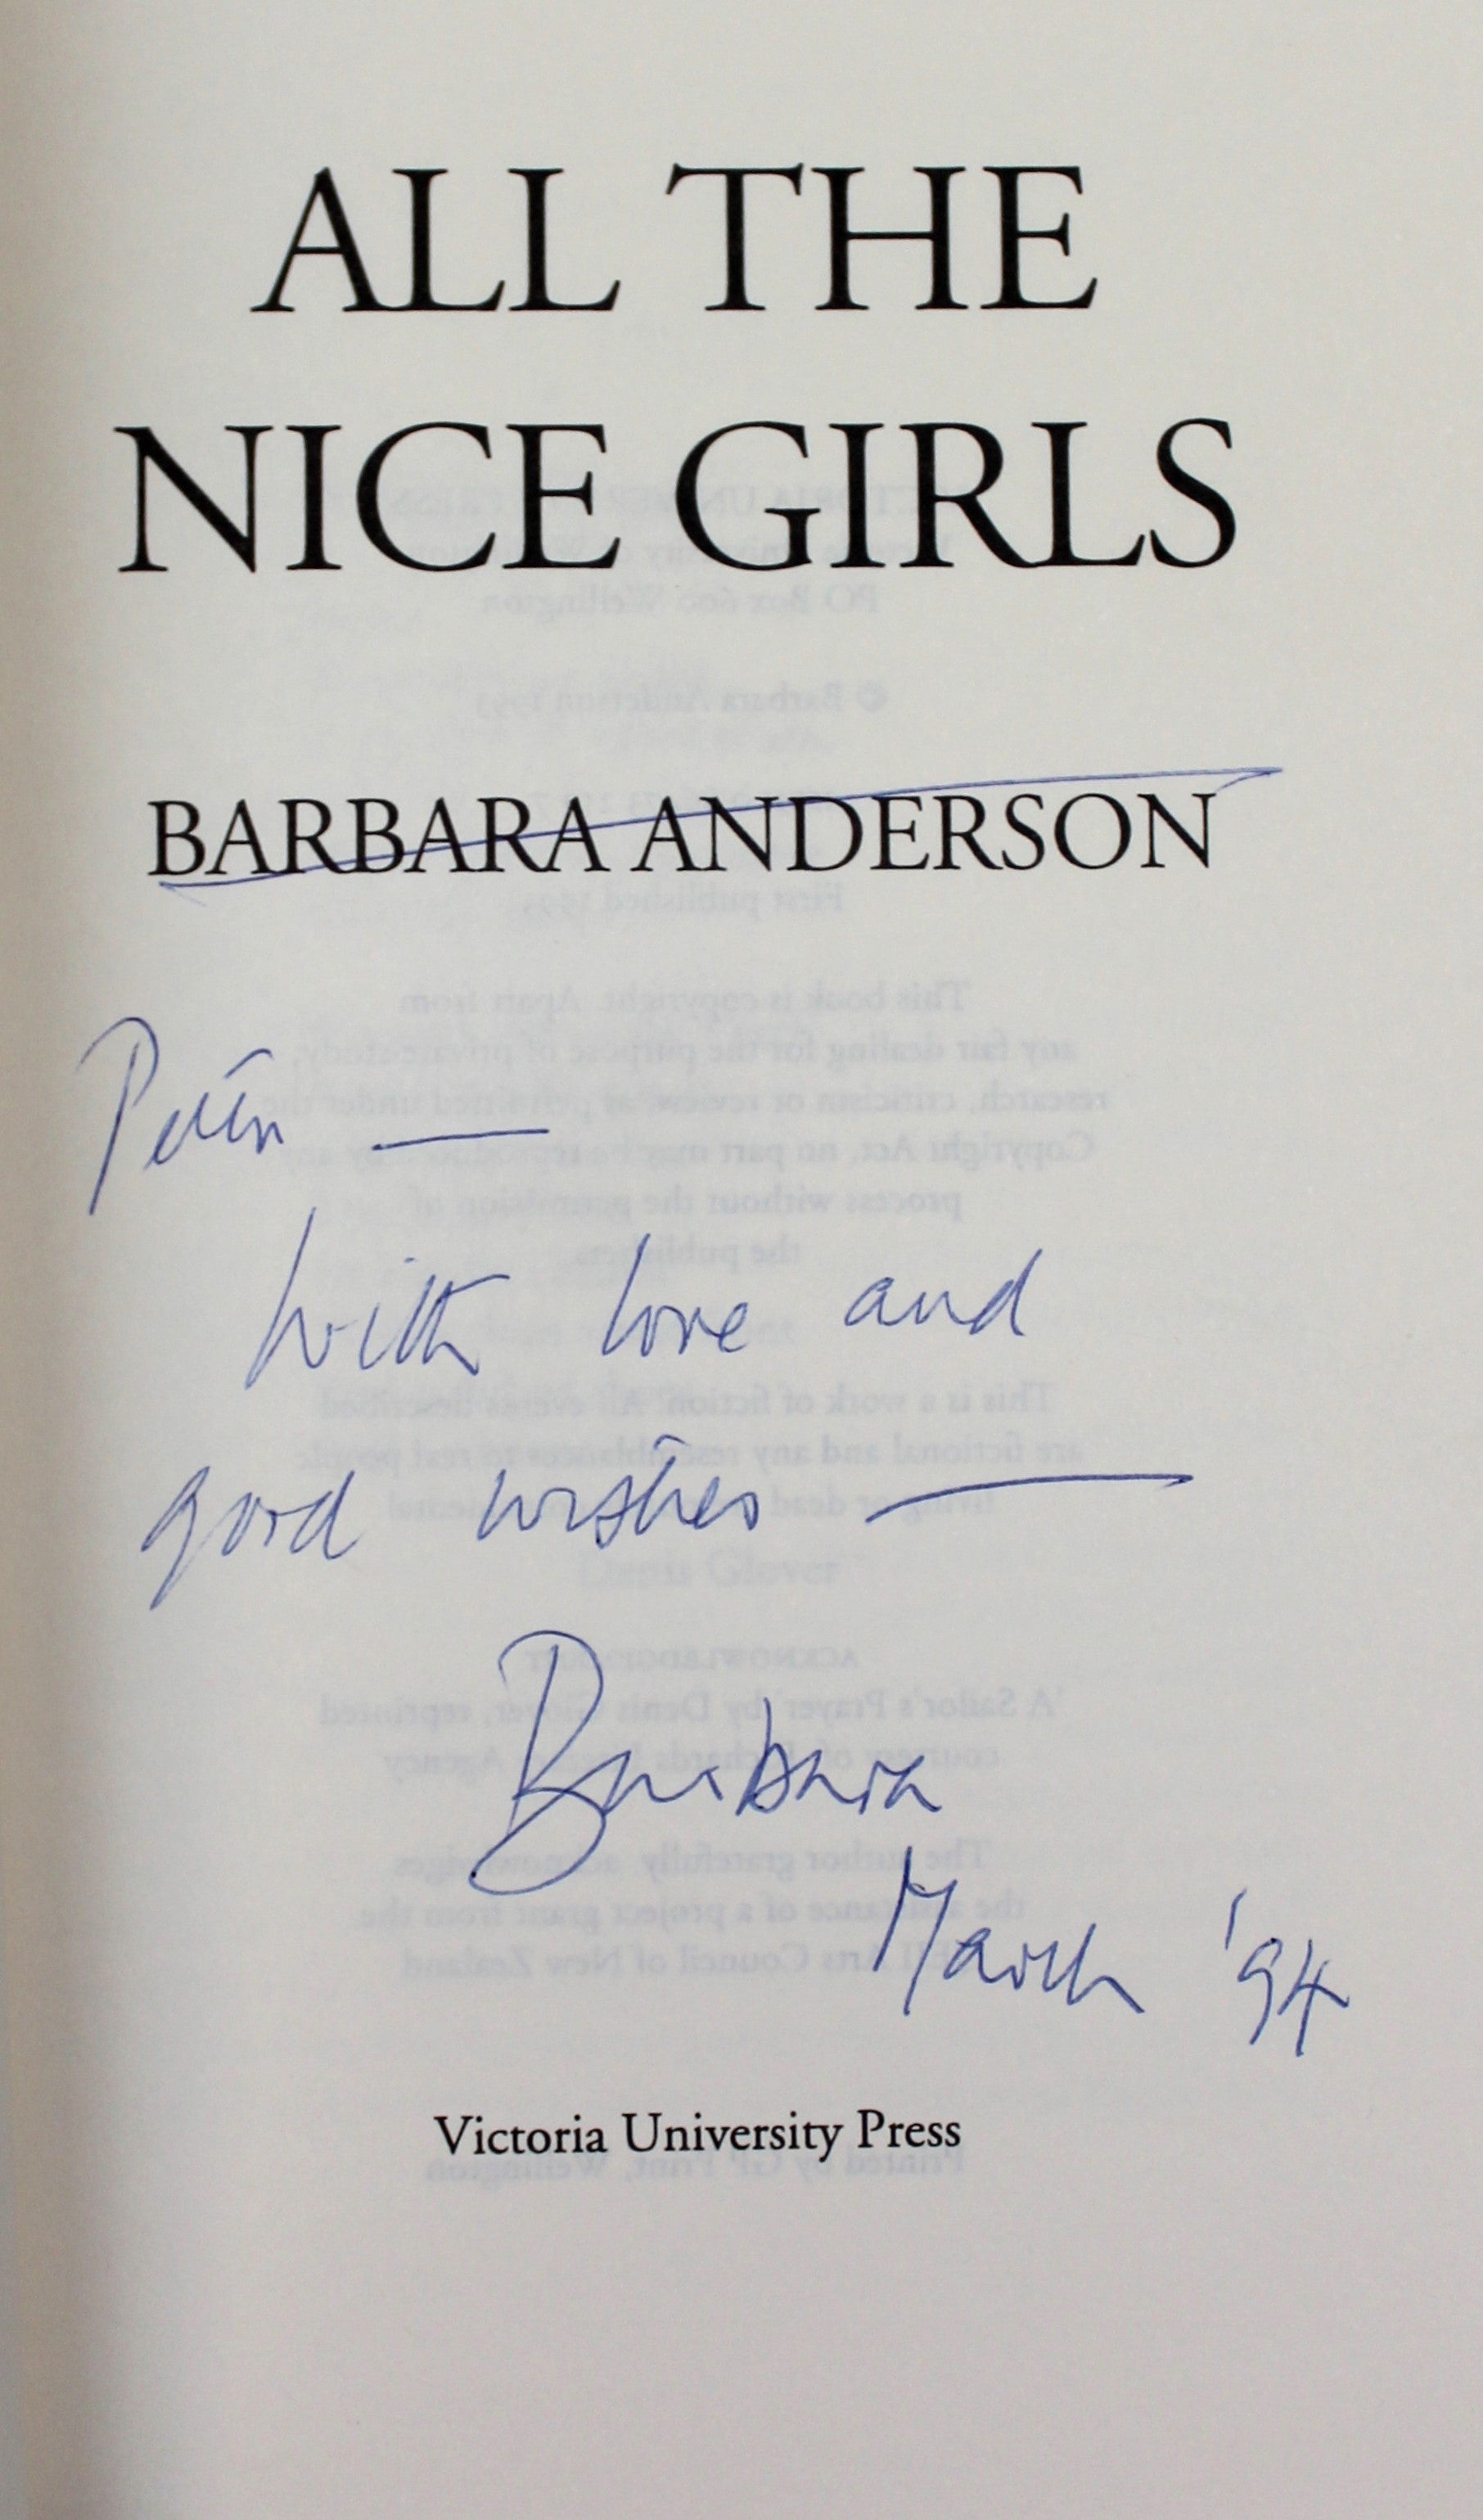 ALL THE
NICE GIRLS
BARBARA ANDERSON
Peter —
With love and
good wishes —
Barbara
March '94
Victoria University Press